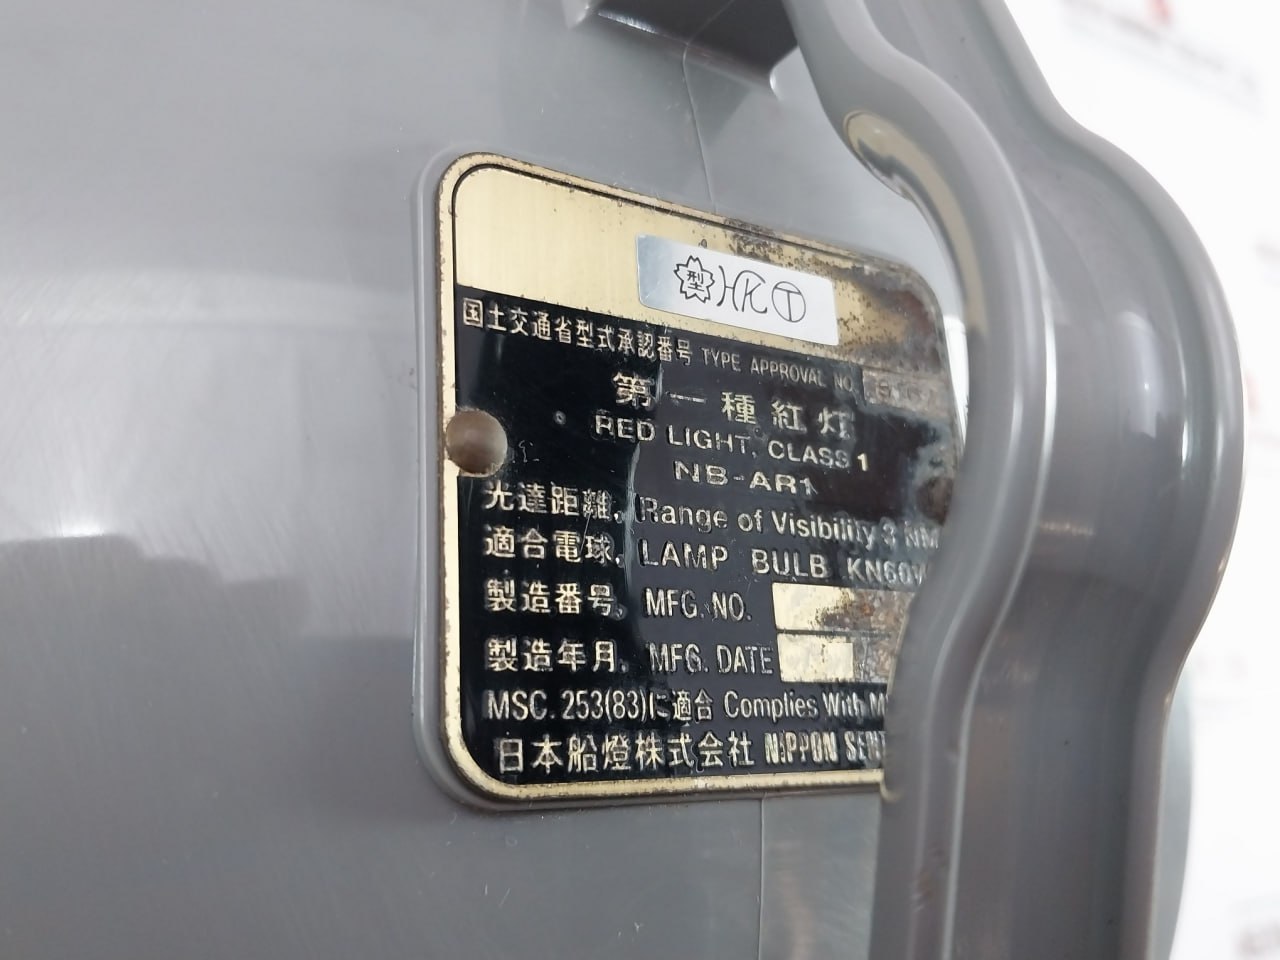 型 HK T
国土交通省型式承認番号 TYPE APPROVAL NO.
第一種紅灯
RED LIGHT, CLASS 1
NB-AR1
光達距離, Range of Visibility 3 NM
適合電球, LAMP BULB KN60W
製造番号, MFG. NO.
製造年月, MFG. DATE
MSC. 253(83)に適合 Complies With
日本船燈株式会社 NIPPON